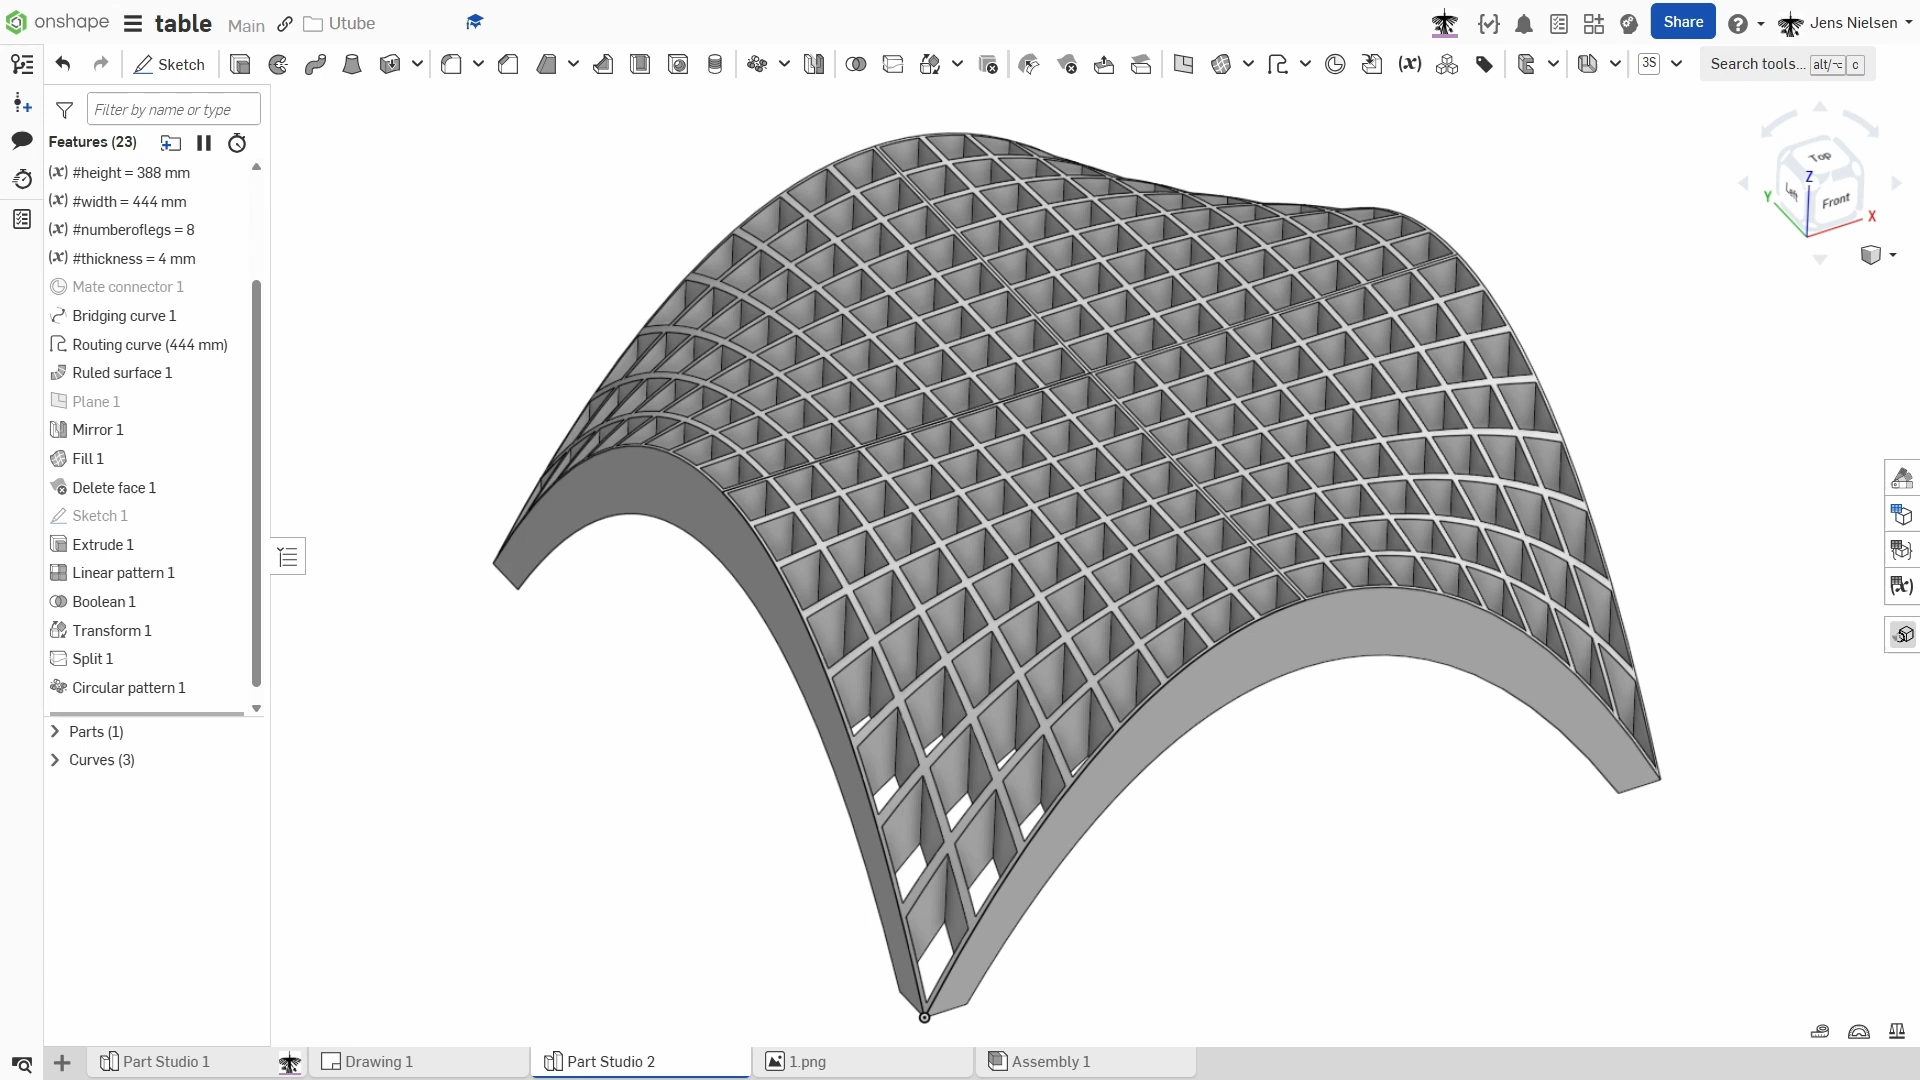 onshape table Main Utube Share Jens Nielsen
Sketch 3S Search tools... alt/⌥ c
Filter by name or type
Features (23)
(x) #height = 388 mm
(x) #width = 444 mm
(x) #numberoflegs = 8
(x) #thickness = 4 mm
Mate connector 1
Bridging curve 1
Routing curve (444 mm)
Ruled surface 1
Plane 1
Mirror 1
Fill 1
Delete face 1
Sketch 1
Extrude 1
Linear pattern 1
Boolean 1
Transform 1
Split 1
Circular pattern 1
Parts (1)
Curves (3)
Top
Z
Left
Front
Y
X
Part Studio 1 Drawing 1 Part Studio 2 1.png Assembly 1